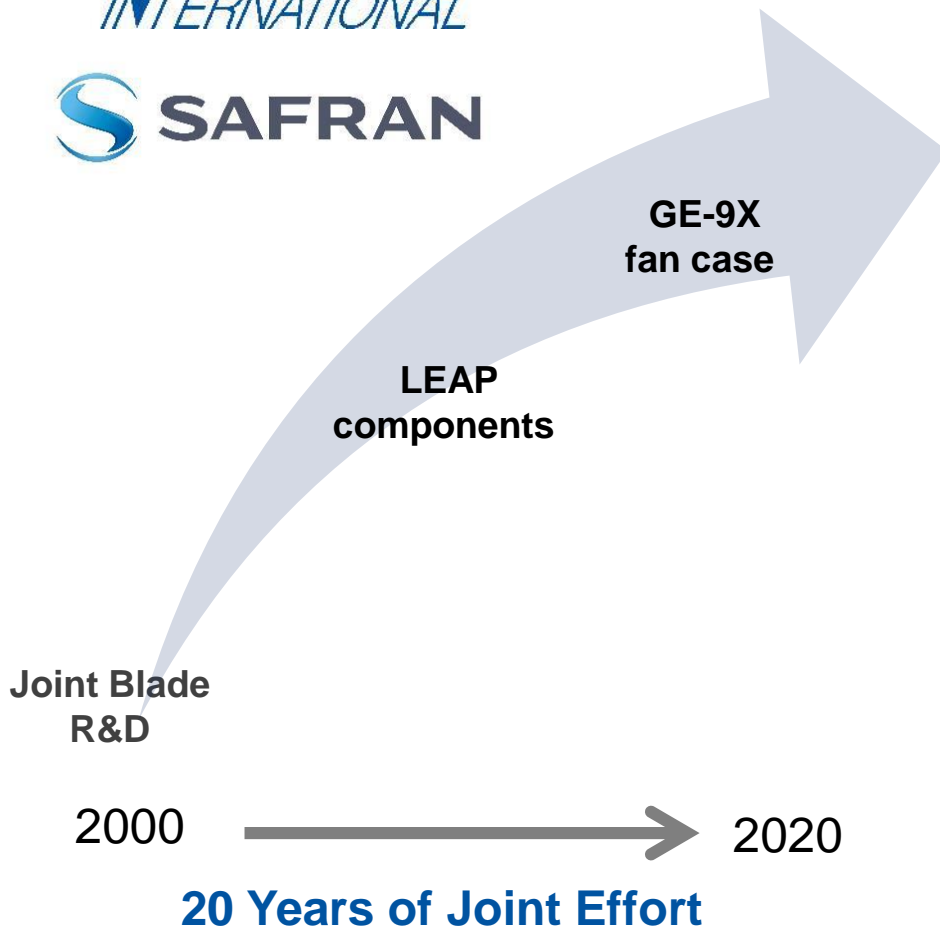 INTERNATIONAL
SAFRAN
GE-9X
fan case
LEAP
components
Joint Blade
R&D
2000
2020
20 Years of Joint Effort